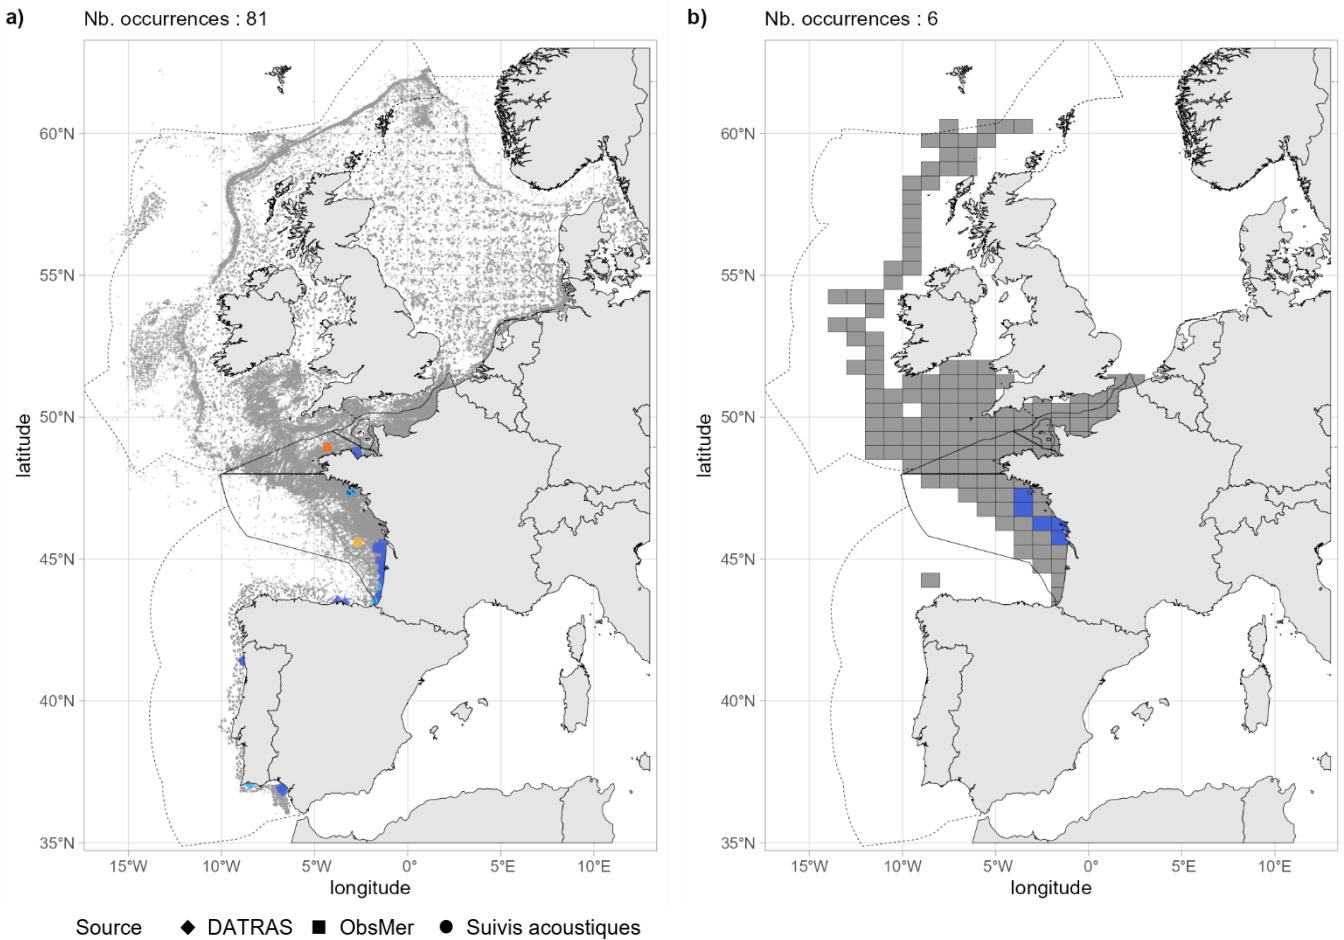 a) Nb. occurrences : 81
b) Nb. occurrences : 6
60°N
55°N
50°N
45°N
40°N
35°N
latitude
15°W 10°W 5°W 0° 5°E 10°E
longitude
60°N
55°N
50°N
45°N
40°N
35°N
latitude
15°W 10°W 5°W 0° 5°E 10°E
longitude
Source DATRAS ObsMer Suivis acoustiques